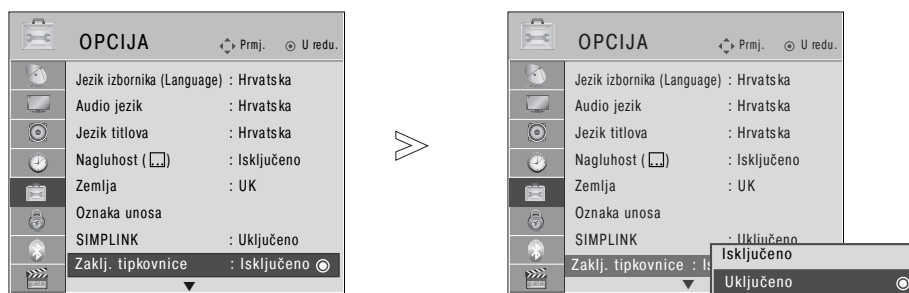 OPCIJA
Prmj.
U redu.
Jezik izbornika (Language) : Hrvatska
Audio jezik : Hrvatska
Jezik titlova : Hrvatska
Nagluhost ( ) : Isključeno
Zemlja : UK
Oznaka unosa
SIMPLINK : Uključeno
Zaklj. tipkovnice : Isključeno
OPCIJA
Prmj.
U redu.
Jezik izbornika (Language) : Hrvatska
Audio jezik : Hrvatska
Jezik titlova : Hrvatska
Nagluhost ( ) : Isključeno
Zemlja : UK
Oznaka unosa
SIMPLINK : Uključeno
Zaklj. tipkovnice :
Isključeno
Uključeno